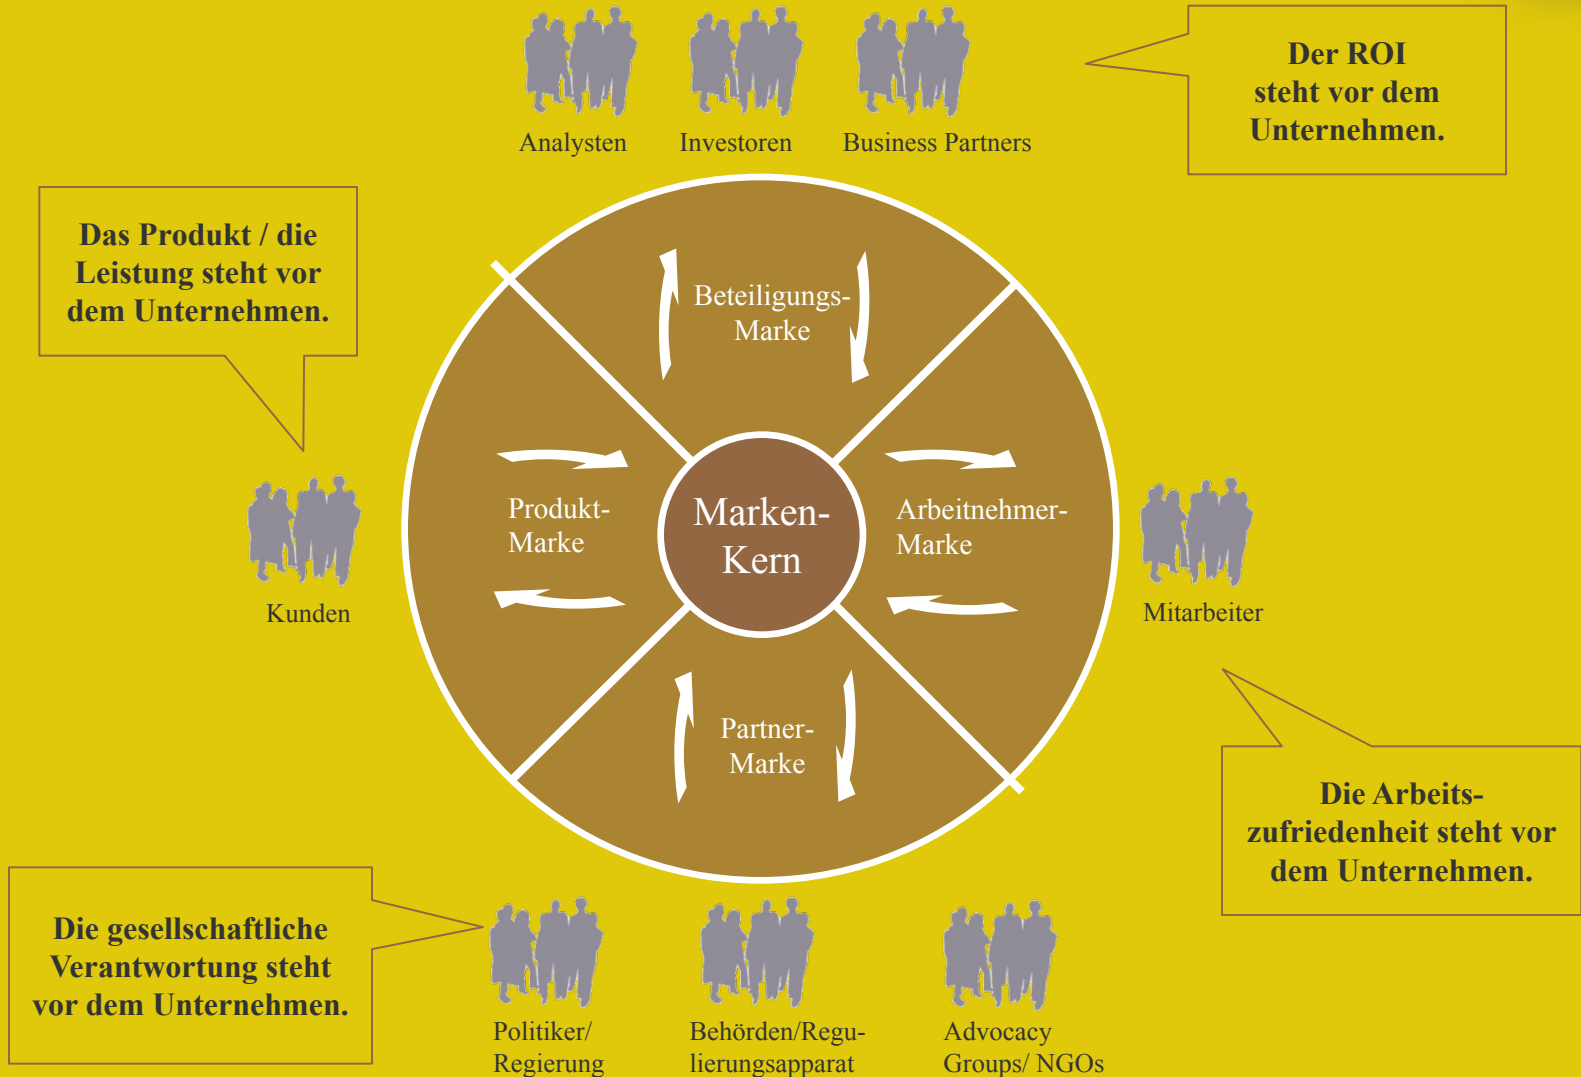 Analysten
Investoren
Business Partners
Der ROI
steht vor dem
Unternehmen.
Das Produkt / die
Leistung steht vor
dem Unternehmen.
Beteiligungs-
Marke
Produkt-
Marke
Marken-
Kern
Arbeitnehmer-
Marke
Kunden
Mitarbeiter
Partner-
Marke
Die Arbeits-
zufriedenheit steht vor
dem Unternehmen.
Die gesellschaftliche
Verantwortung steht
vor dem Unternehmen.
Politiker/
Regierung
Behörden/Regu-
lierungsapparat
Advocacy
Groups/ NGOs